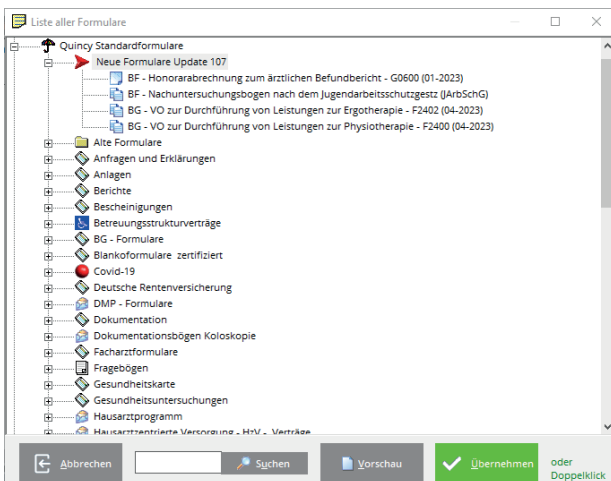 Liste aller Formulare
Quincy Standardformulare
Neue Formulare Update 107
BF - Honorarabrechnung zum ärztlichen Befundbericht - G0600 (01-2023)
BF - Nachuntersuchungsbogen nach dem Jugendarbeitsschutzgestz (JArbSchG)
BG - VO zur Durchführung von Leistungen zur Ergotherapie - F2402 (04-2023)
BG - VO zur Durchführung von Leistungen zur Physiotherapie - F2400 (04-2023)
Alte Formulare
Anfragen und Erklärungen
Anlagen
Berichte
Bescheinigungen
Betreuungsstrukturverträge
BG - Formulare
Blankoformulare zertifiziert
Covid-19
Deutsche Rentenversicherung
DMP - Formulare
Dokumentation
Dokumentationsbögen Koloskopie
Facharztformulare
Fragebögen
Gesundheitskarte
Gesundheitsuntersuchungen
Hausarztprogramm
Hausarztzentrierte Versorgung - HzV - Verträge
Abbrechen Suchen Vorschau Übernehmen oder
Doppelklick